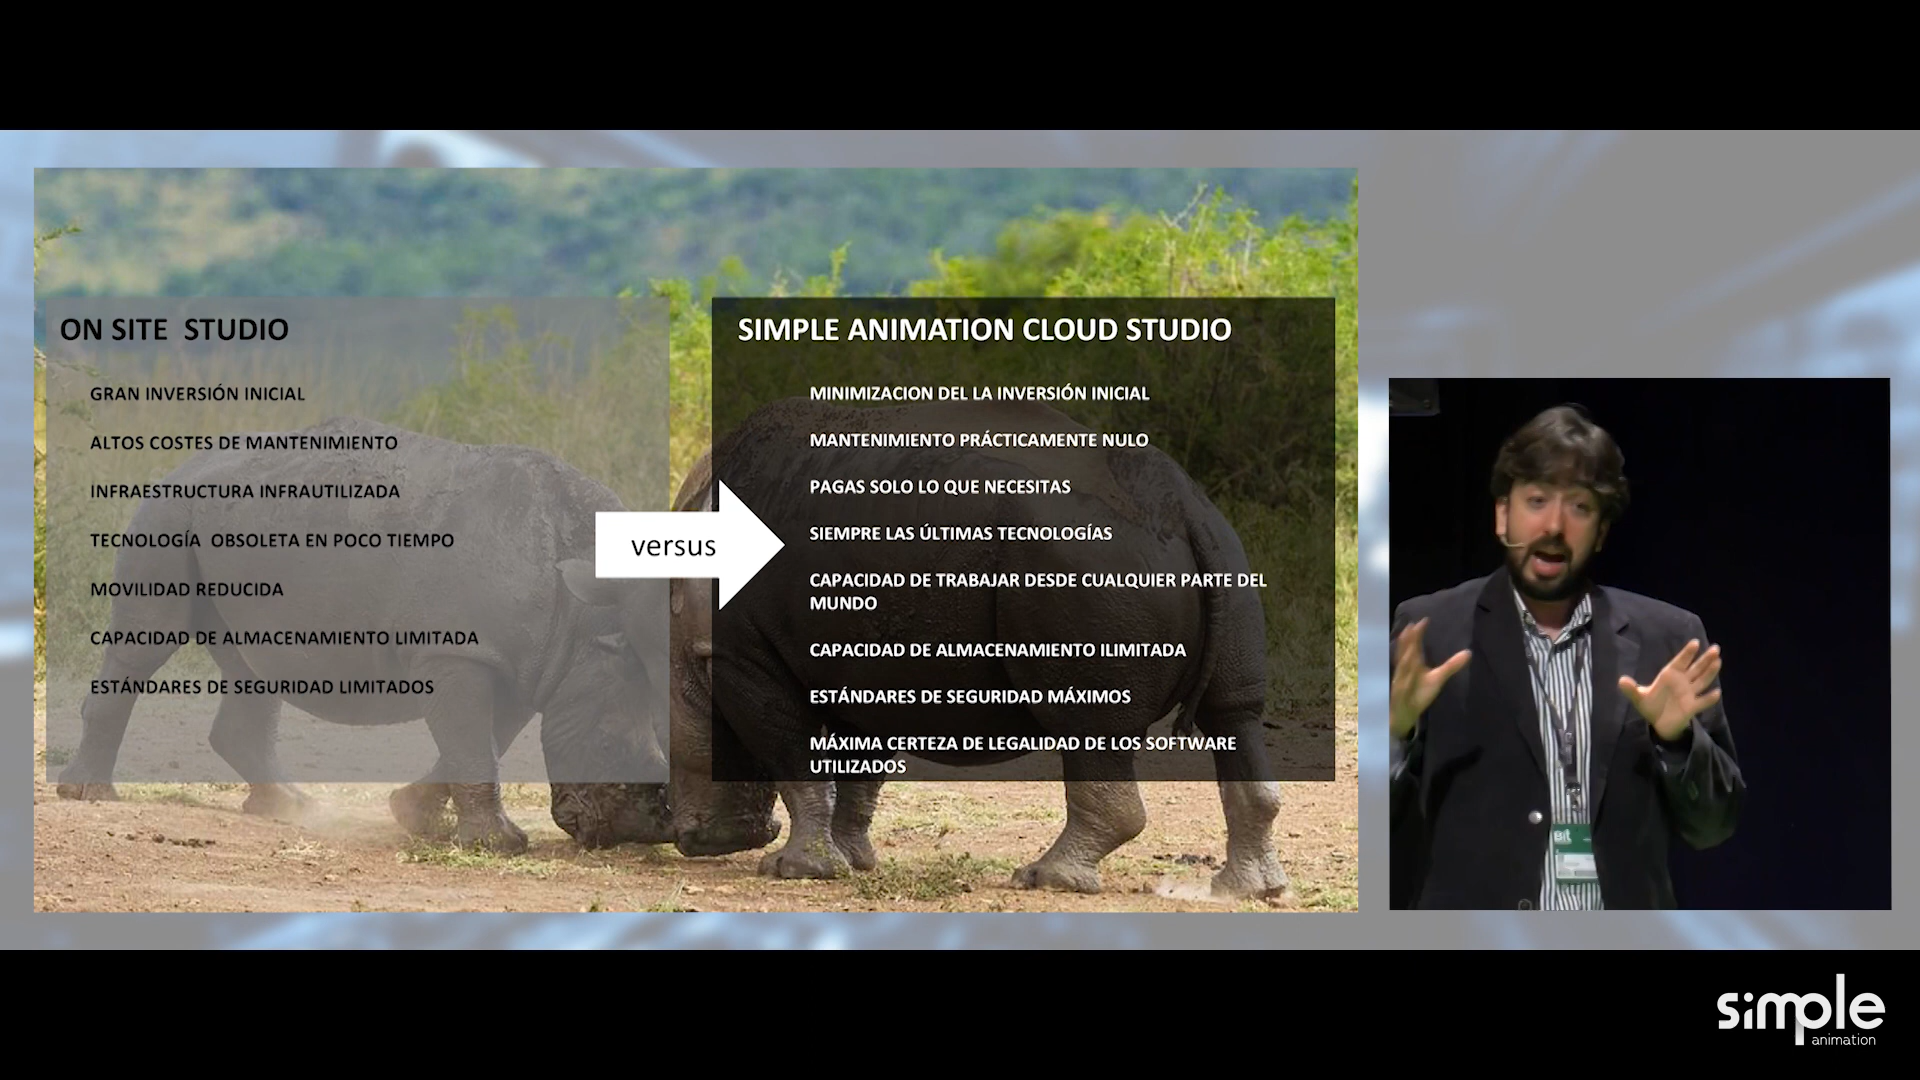 ON SITE STUDIO
GRAN INVERSIÓN INICIAL
ALTOS COSTES DE MANTENIMIENTO
INFRAESTRUCTURA INFRAUTILIZADA
TECNOLOGÍA OBSOLETA EN POCO TIEMPO
MOVILIDAD REDUCIDA
CAPACIDAD DE ALMACENAMIENTO LIMITADA
ESTÁNDARES DE SEGURIDAD LIMITADOS
versus
SIMPLE ANIMATION CLOUD STUDIO
MINIMIZACION DEL LA INVERSIÓN INICIAL
MANTENIMIENTO PRÁCTICAMENTE NULO
PAGAS SOLO LO QUE NECESITAS
SIEMPRE LAS ÚLTIMAS TECNOLOGÍAS
CAPACIDAD DE TRABAJAR DESDE CUALQUIER PARTE DEL
MUNDO
CAPACIDAD DE ALMACENAMIENTO ILIMITADA
ESTÁNDARES DE SEGURIDAD MÁXIMOS
MÁXIMA CERTEZA DE LEGALIDAD DE LOS SOFTWARE
UTILIZADOS
Bit
simple
animation